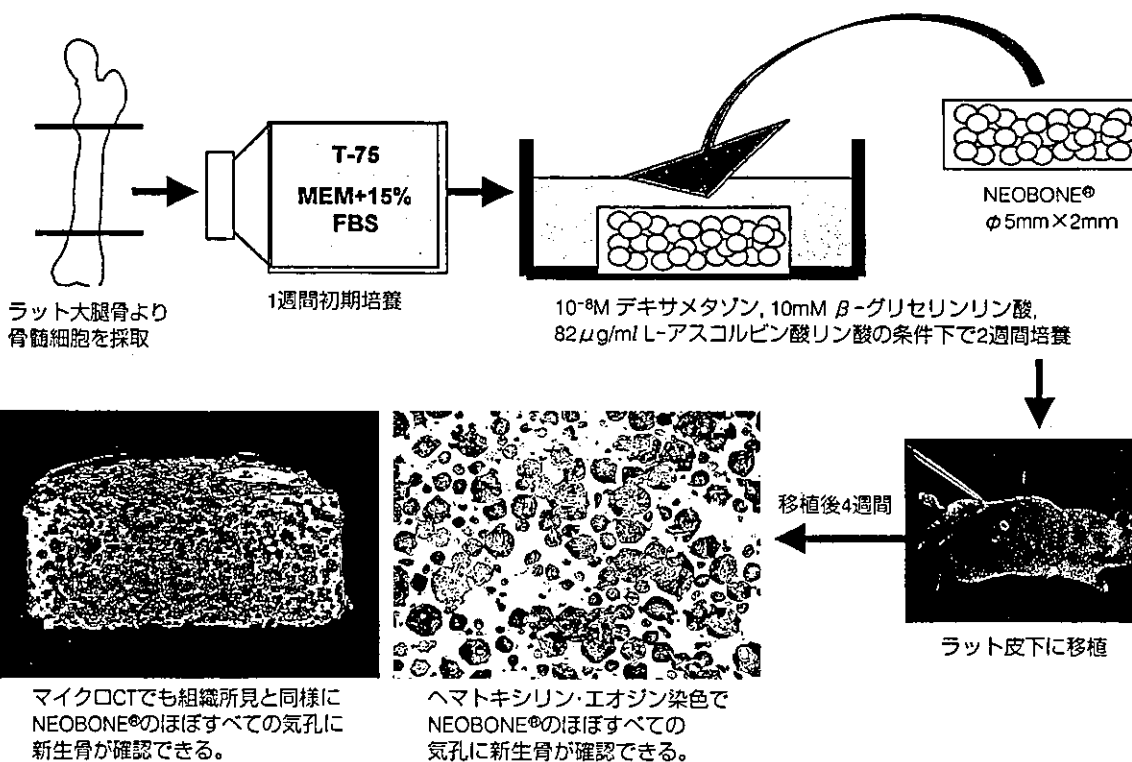 ラット大腿骨より
骨髄細胞を採取
T-75
MEM+15%
FBS
1週間初期培養
NEOBONE®
φ5mm×2mm
10⁻⁸M デキサメタゾン, 10mM β-グリセリンリン酸,
82μg/ml L-アスコルビン酸リン酸の条件下で2週間培養
ラット皮下に移植
移植後4週間
ヘマトキシリン・エオジン染色で
NEOBONE®のほぼすべての
気孔に新生骨が確認できる。
マイクロCTでも組織所見と同様に
NEOBONE®のほぼすべての気孔に
新生骨が確認できる。